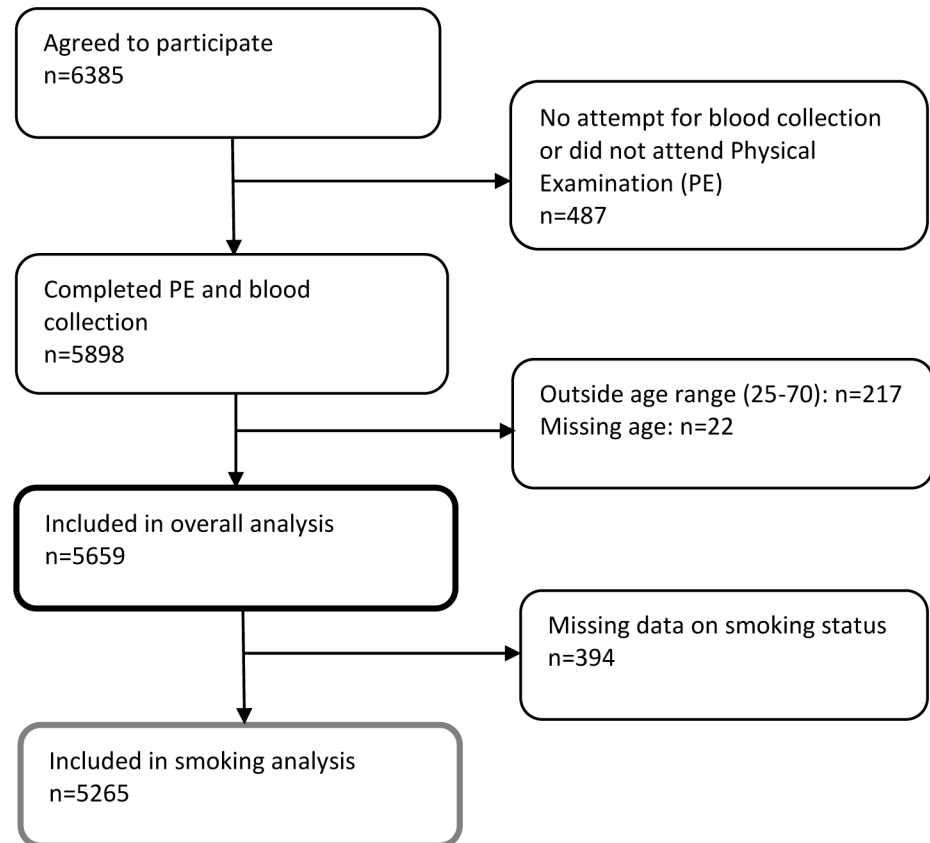 Agreed to participate
n=6385
No attempt for blood collection
or did not attend Physical
Examination (PE)
n=487
Completed PE and blood
collection
n=5898
Outside age range (25-70): n=217
Missing age: n=22
Included in overall analysis
n=5659
Missing data on smoking status
n=394
Included in smoking analysis
n=5265